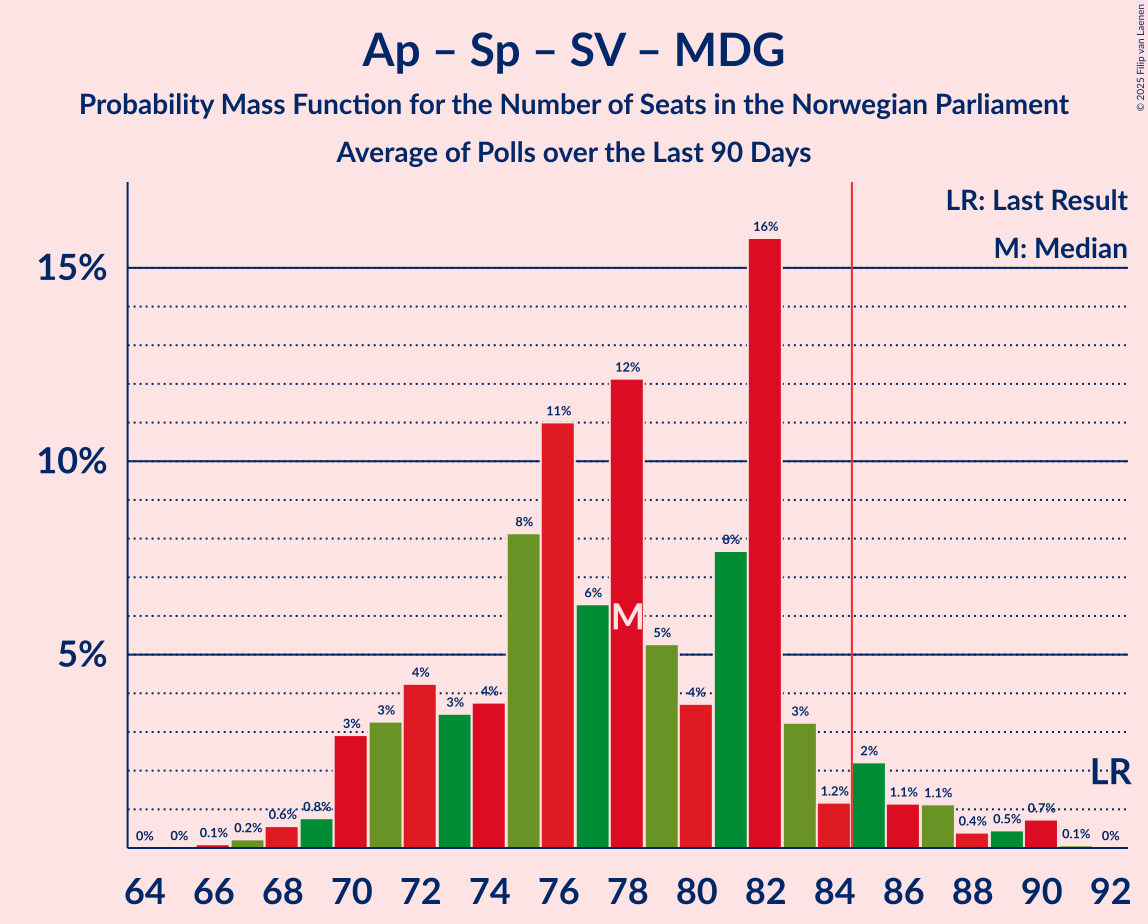 Ap – Sp – SV – MDG
Probability Mass Function for the Number of Seats in the Norwegian Parliament
Average of Polls over the Last 90 Days
© 2025 Filip van Laenen
LR: Last Result
M: Median
15%
10%
5%
0% 0% 0.1% 0.2% 0.6% 0.8% 3% 3% 4% 3% 4% 8% 11% 6% 12% 5% 4% 8% 16% 3% 1.2% 2% 1.1% 1.1% 0.4% 0.5% 0.7% 0.1% 0%
M
LR
64 66 68 70 72 74 76 78 80 82 84 86 88 90 92